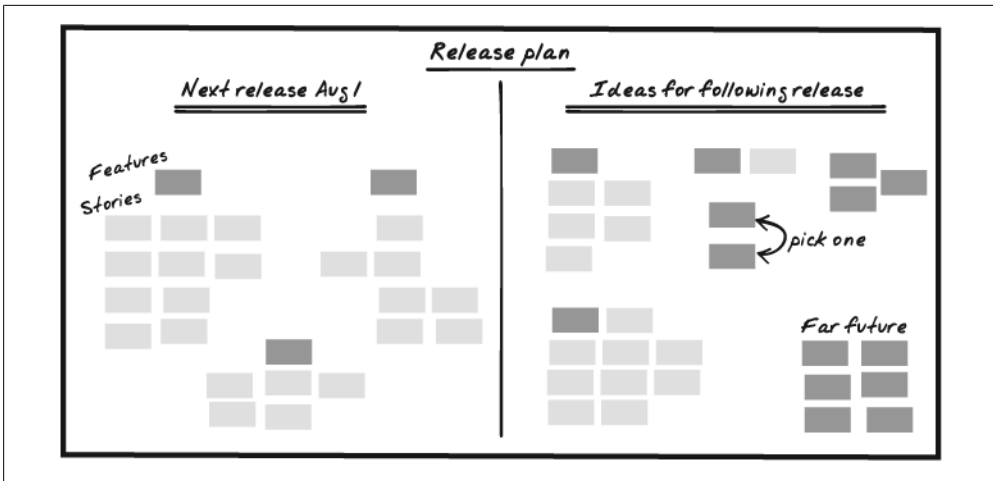 Release plan
Next release Aug 1
Ideas for following release
Features
Stories
pick one
Far future